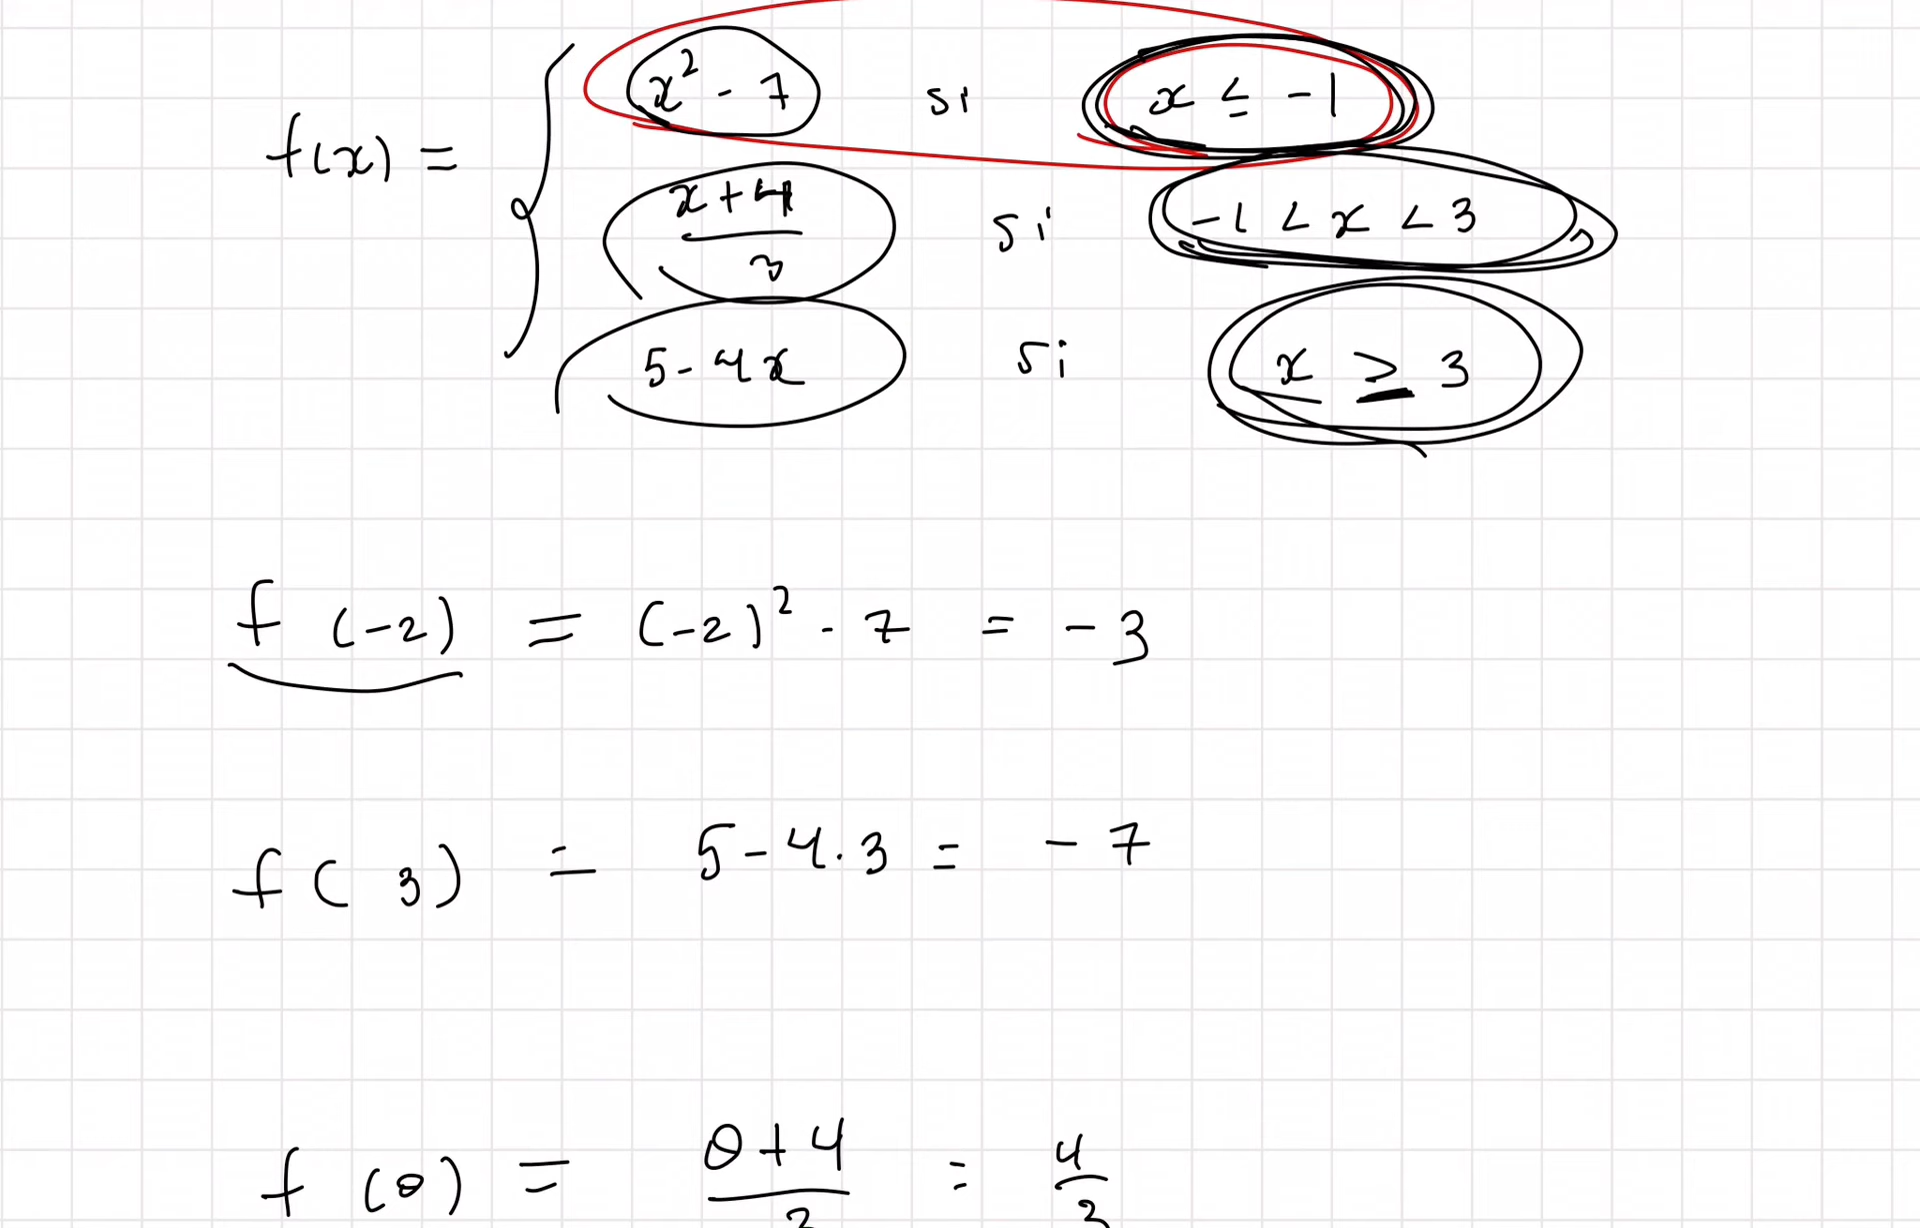 f(x) = { x² - 7 si x ≤ -1
x+4/3 si -1 < x < 3
5-4x si x ≥ 3
f (-2) = (-2)² - 7 = -3
f( 3) = 5-4·3 = -7
f (0) = 0+4/3 = 4/3